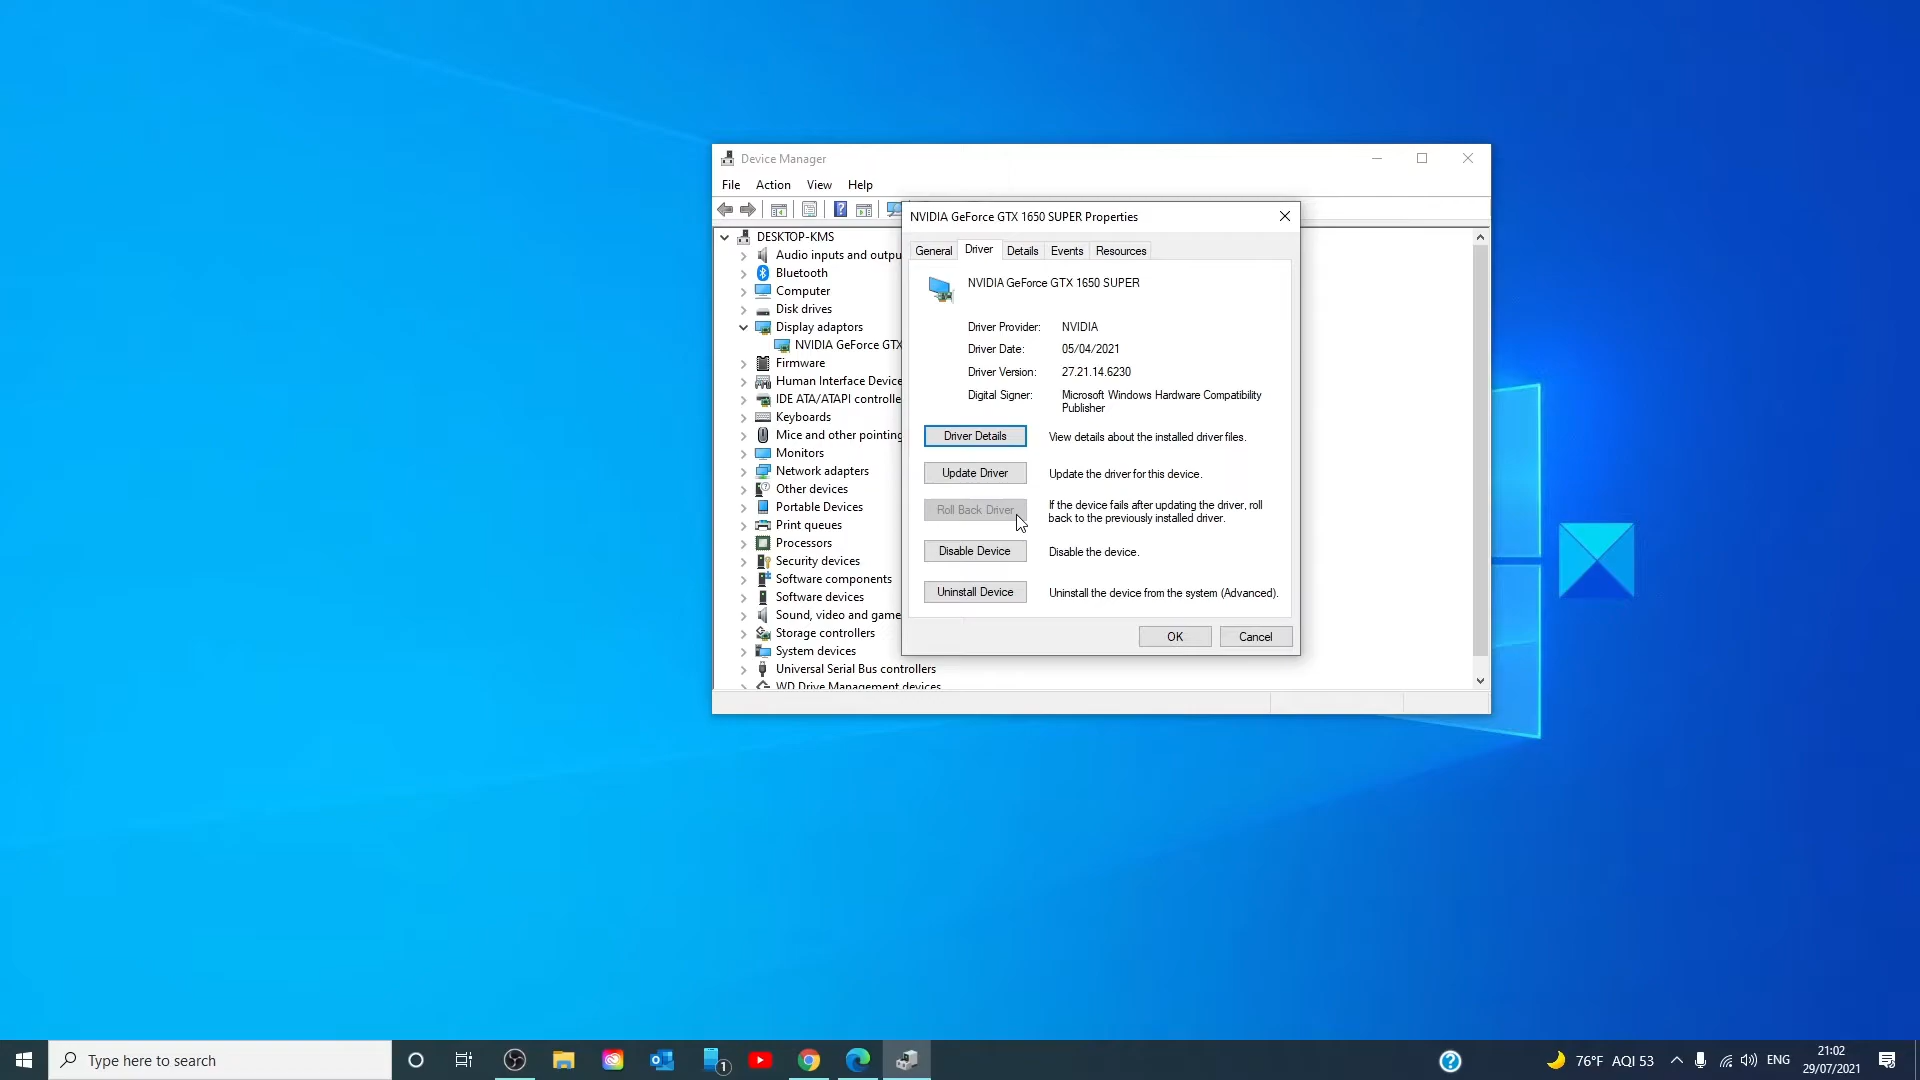 Device Manager
File Action View Help
NVIDIA GeForce GTX 1650 SUPER Properties
General Driver Details Events Resources
NVIDIA GeForce GTX 1650 SUPER
Driver Provider: NVIDIA
Driver Date: 05/04/2021
Driver Version: 27.21.14.6230
Digital Signer: Microsoft Windows Hardware Compatibility
Publisher
Driver Details View details about the installed driver files.
Update Driver Update the driver for this device.
Roll Back Driver If the device fails after updating the driver, roll
back to the previously installed driver.
Disable Device Disable the device.
Uninstall Device Uninstall the device from the system (Advanced).
OK Cancel
DESKTOP-KMS
Audio inputs and outpu
Bluetooth
Computer
Disk drives
Display adaptors
NVIDIA GeForce GTX
Firmware
Human Interface Device
IDE ATA/ATAPI controlle
Keyboards
Mice and other pointing
Monitors
Network adapters
Other devices
Portable Devices
Print queues
Processors
Security devices
Software components
Software devices
Sound, video and game
Storage controllers
System devices
Universal Serial Bus controllers
WD Drive Management devices
Type here to search
1
76°F AQI 53
ENG
21:02
29/07/2021